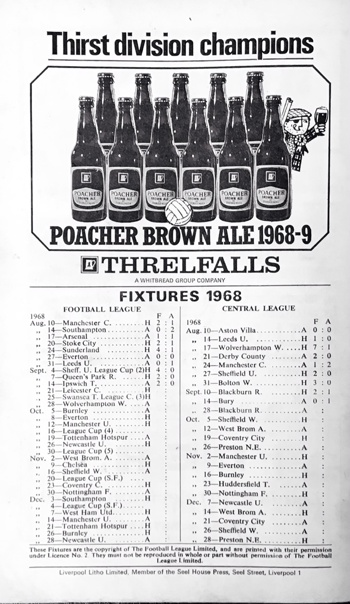 Thirst division champions
POACHER BROWN ALE 1968-9
THRELFALLS
A WHITBREAD GROUP COMPANY
FIXTURES 1968
FOOTBALL LEAGUE
1968 F A
Aug. 10—Manchester C. ........ H 2 : 1
,, 14—Southampton ........ A 0 : 2
,, 17—Arsenal ........ A 1 : 1
,, 20—Stoke City ........ H 2 : 1
,, 24—Sunderland ........ H 4 : 1
,, 27—Everton ........ A 0 : 0
,, 31—Leeds U. ........ A 0 : 1
Sept. 4—Sheff. U. League Cup (2)H 4 : 0
,, 7—Queen's Park R. ........ H 2 : 0
,, 14—Ipswich T. ........ A 2 : 0
,, 21—Leicester C. ........ H :
,, 25—Swansea T. League C. (3)H :
,, 28—Wolverhampton W. ... A :
Oct. 5—Burnley ........ A :
,, 8—Everton ........ H :
,, 12—Manchester U. ........ H :
,, 16—League Cup (4) :
,, 19—Tottenham Hotspur .... A :
,, 26—Newcastle U. ........ H :
,, 30—League Cup (5) :
Nov. 2—West Brom. A. ........ A :
,, 9—Chelsea ........ H :
,, 16—Sheffield W. ........ A :
,, 20—League Cup (S.F.) :
,, 23—Coventry C. ........ H :
,, 30—Nottingham F. ........ A :
Dec. 3—Southampton ........ H :
,, 4—League Cup (S.F.) :
,, 7—West Ham Utd. ........ H :
,, 14—Manchester U. ........ A :
,, 21—Tottenham Hotspur .... H :
,, 26—Burnley ........ H :
,, 28—Newcastle U. ........ A :
CENTRAL LEAGUE
1968 F A
Aug. 10—Aston Villa ........ A 0 : 0
,, 14—Leeds U. ........ H 1 : 0
,, 17—Wolverhampton W. .... H 7 : 1
,, 21—Derby County ........ A 2 : 0
,, 24—Manchester C. ........ A 1 : 2
,, 27—Sheffield U. ........ H 2 : 0
,, 31—Bolton W. ........ H 3 : 0
Sept. 10—Blackburn R. ........ H 2 : 1
,, 14—Bury ........ A 0 : 1
,, 28—Blackburn R. ........ A :
Oct. 5—Sheffield W. ........ H :
,, 12—West Brom A. ........ A :
,, 19—Coventry City ........ H :
,, 26—Preston N.E. ........ A :
Nov. 2—Manchester U. ........ H :
,, 9—Everton ........ A :
,, 16—Burnley ........ H :
,, 23—Huddersfield T. ........ A :
,, 30—Nottingham F. ........ H :
Dec. 7—Newcastle U. ........ A :
,, 14—West Brom A. ........ H :
,, 21—Coventry City ........ A :
,, 26—Sheffield W. ........ A :
,, 28—Preston N.E. ........ H :
These Fixtures are the copyright of The Football League Limited, and are printed with their permission
under Licence No. 2. They must not be reproduced in whole or part without permission of The Football
League Limited.
Liverpool Litho Limited, Member of the Seel House Press, Seel Street, Liverpool 1